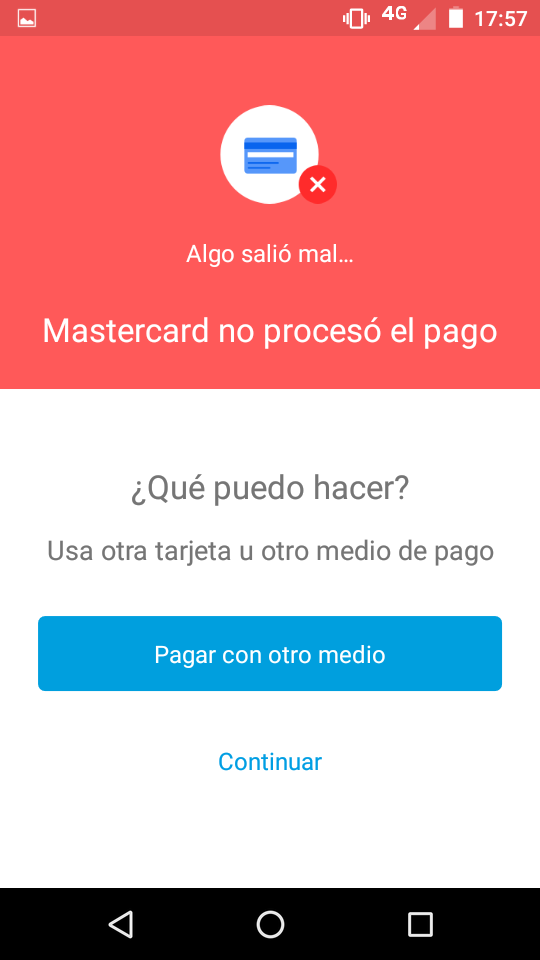 4G 17:57
Algo salió mal...
Mastercard no procesó el pago
¿Qué puedo hacer?
Usa otra tarjeta u otro medio de pago
Pagar con otro medio
Continuar